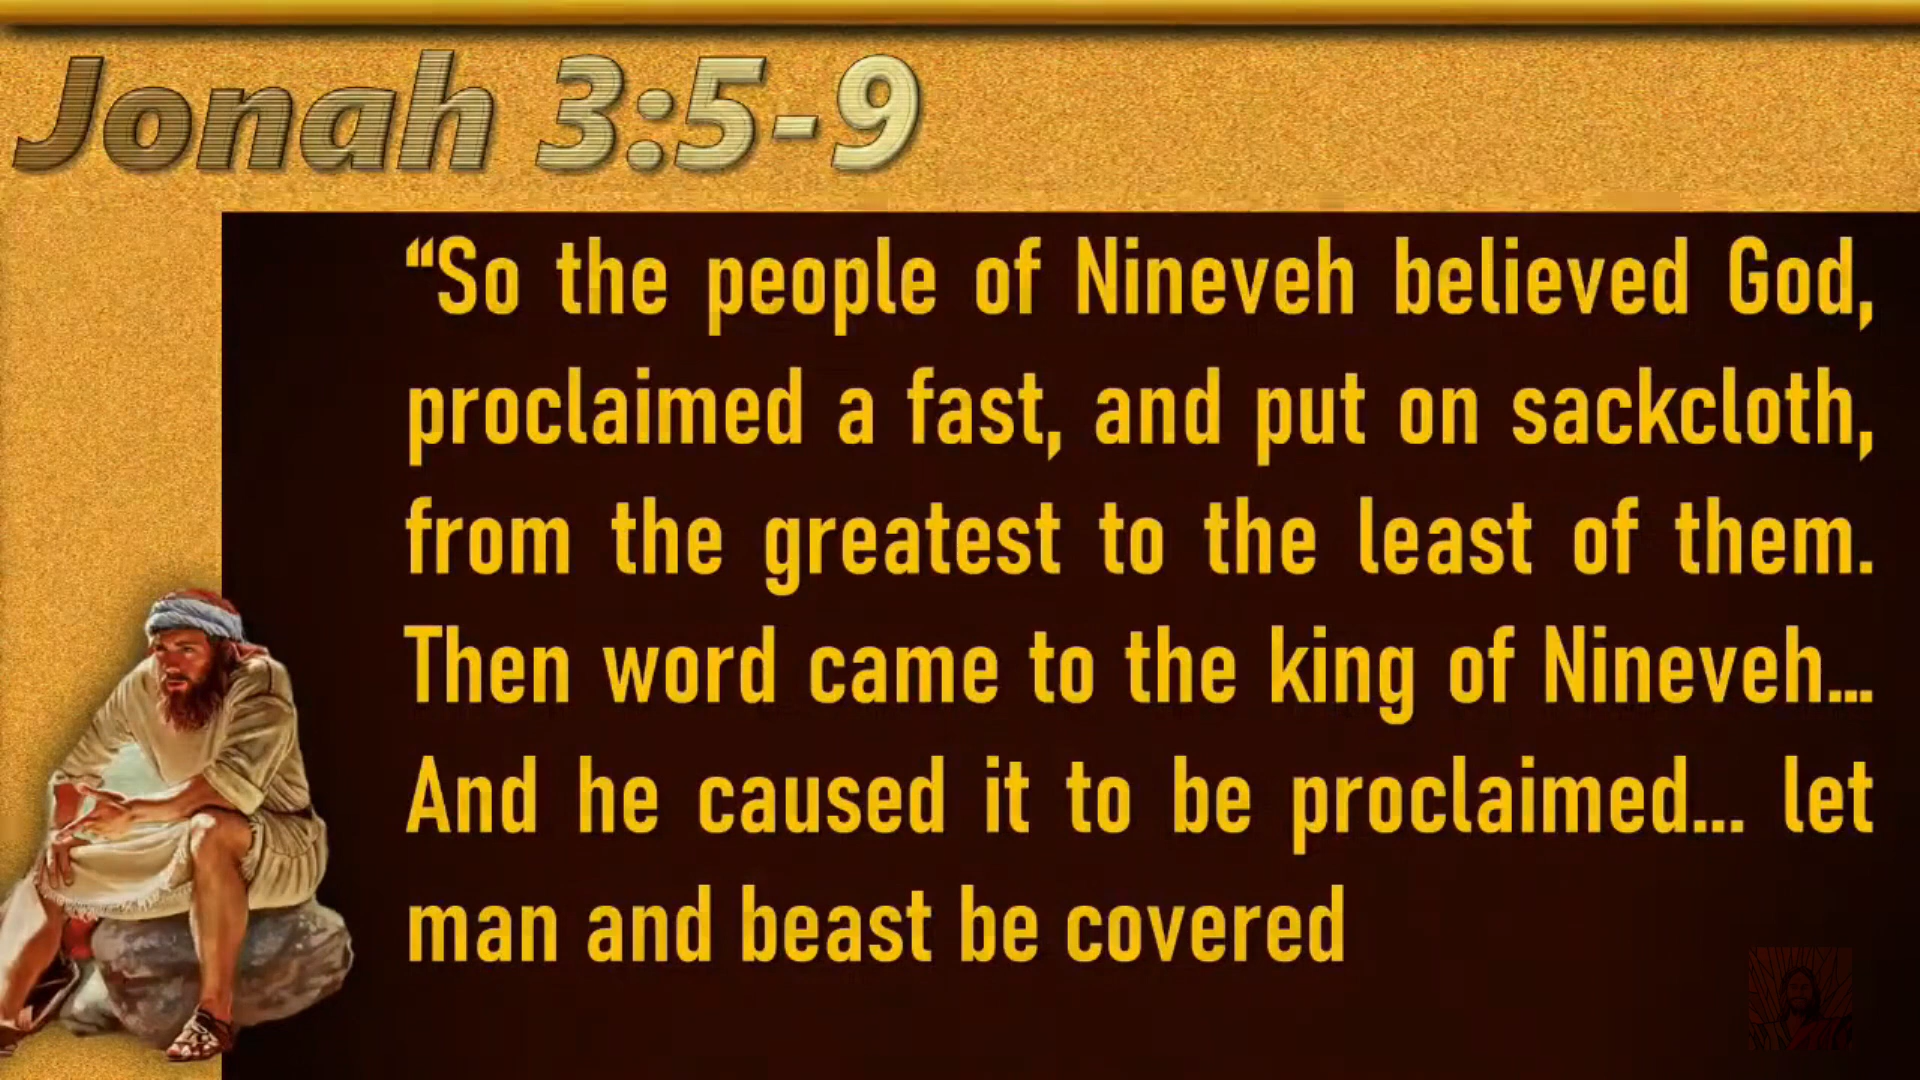 Jonah 3:5-9
“So the people of Nineveh believed God,
proclaimed a fast, and put on sackcloth,
from the greatest to the least of them.
Then word came to the king of Nineveh...
And he caused it to be proclaimed... let
man and beast be covered